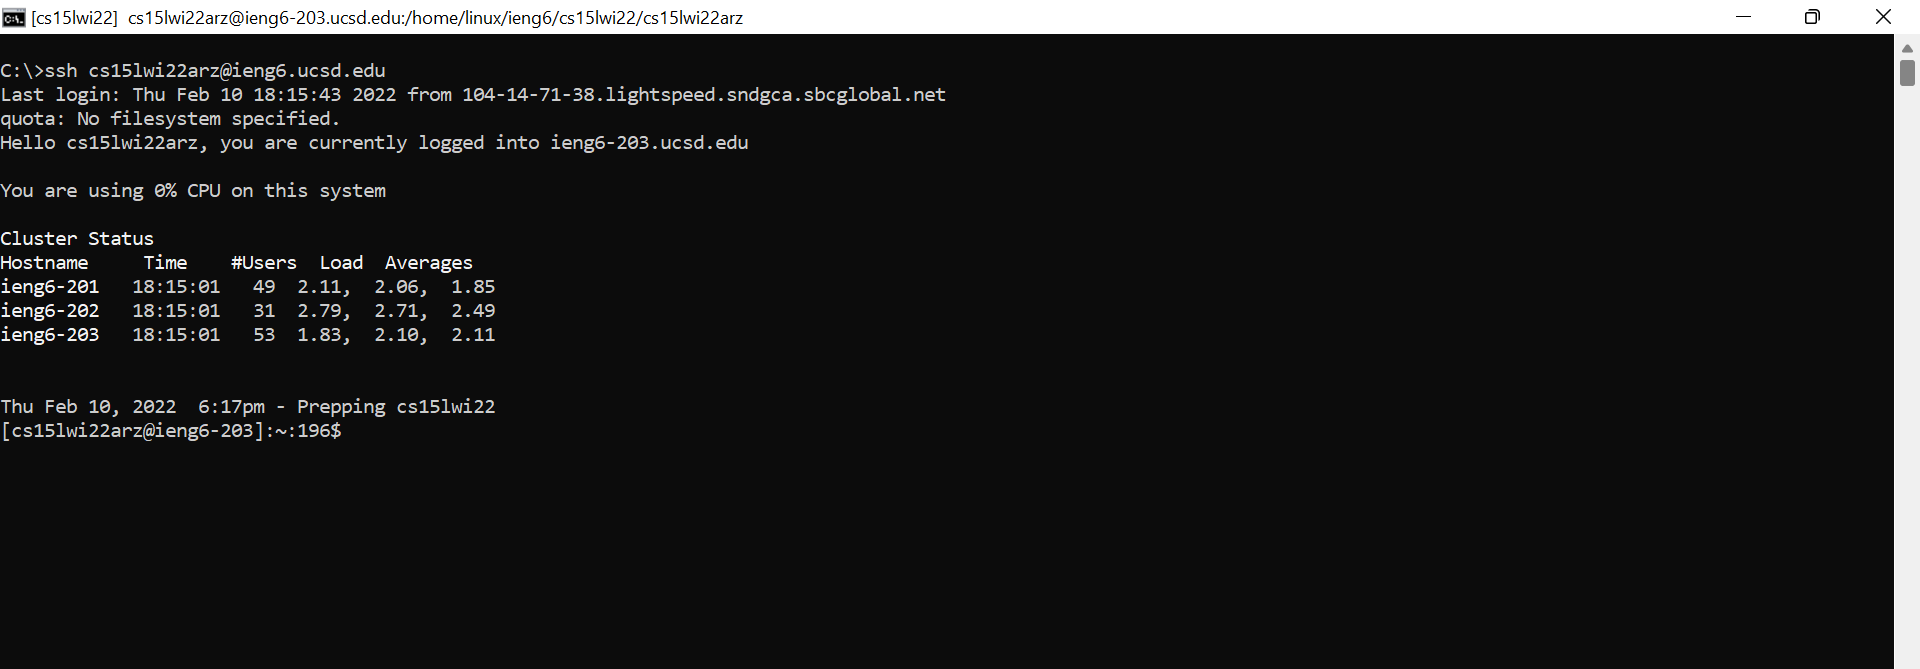 [cs15lwi22] cs15lwi22arz@ieng6-203.ucsd.edu:/home/linux/ieng6/cs15lwi22/cs15lwi22arz
C:\>ssh cs15lwi22arz@ieng6.ucsd.edu
Last login: Thu Feb 10 18:15:43 2022 from 104-14-71-38.lightspeed.sndgca.sbcglobal.net
quota: No filesystem specified.
Hello cs15lwi22arz, you are currently logged into ieng6-203.ucsd.edu
You are using 0% CPU on this system
Cluster Status
Hostname     Time    #Users  Load  Averages
ieng6-201   18:15:01   49  2.11,  2.06,  1.85
ieng6-202   18:15:01   31  2.79,  2.71,  2.49
ieng6-203   18:15:01   53  1.83,  2.10,  2.11
Thu Feb 10, 2022  6:17pm - Prepping cs15lwi22
[cs15lwi22arz@ieng6-203]:~:196$